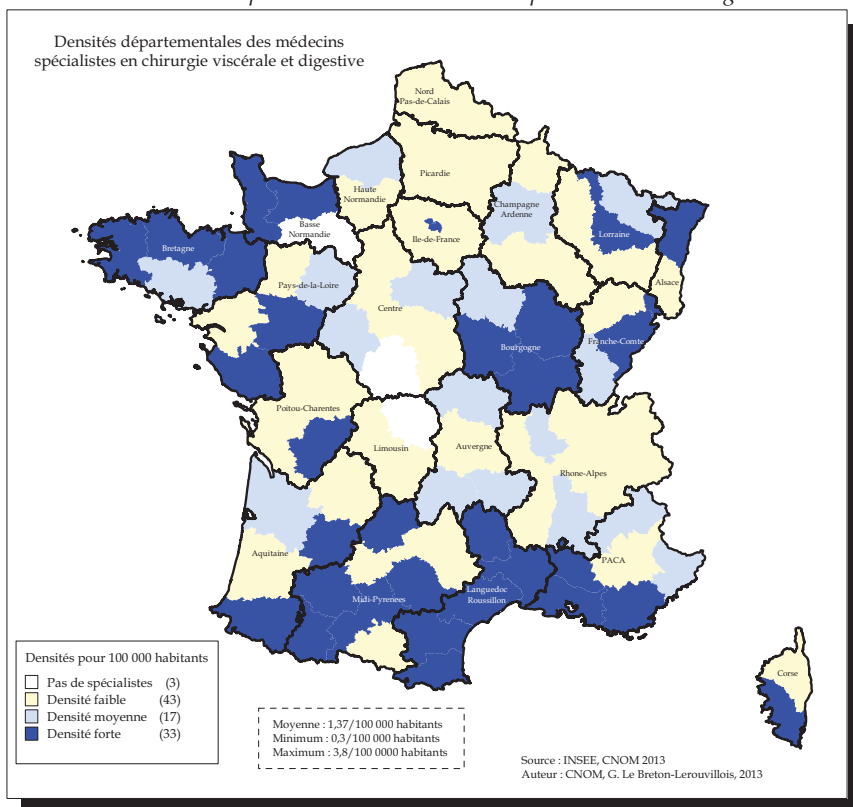 Densités départementales des médecins
spécialistes en chirurgie viscérale et digestive
Nord
Pas-de-Calais
Picardie
Haute
Normandie
Basse
Normandie
Champagne
Ardenne
Ile-de-France
Lorraine
Bretagne
Alsace
Pays-de-la-Loire
Centre
Bourgogne
Franche-Comte
Poitou-Charentes
Limousin
Auvergne
Rhone-Alpes
Aquitaine
PACA
Midi-Pyrenees
Languedoc
Roussillon
Corse
Densités pour 100 000 habitants
Pas de spécialistes (3)
Densité faible (43)
Densité moyenne (17)
Densité forte (33)
Moyenne : 1,37/100 000 habitants
Minimum : 0,3/100 000 habitants
Maximum : 3,8/100 0000 habitants
Source : INSEE, CNOM 2013
Auteur : CNOM, G. Le Breton-Lerouvillois, 2013